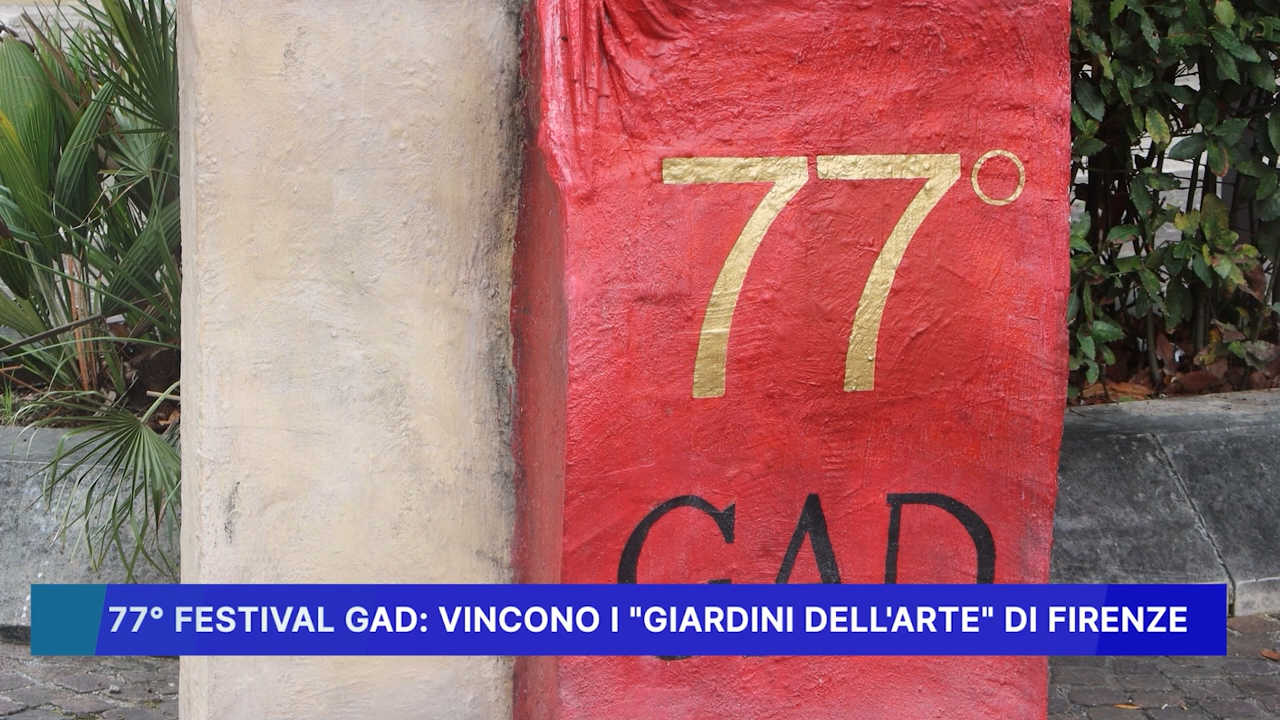 77°
GAD
77° FESTIVAL GAD: VINCONO I "GIARDINI DELL'ARTE" DI FIRENZE